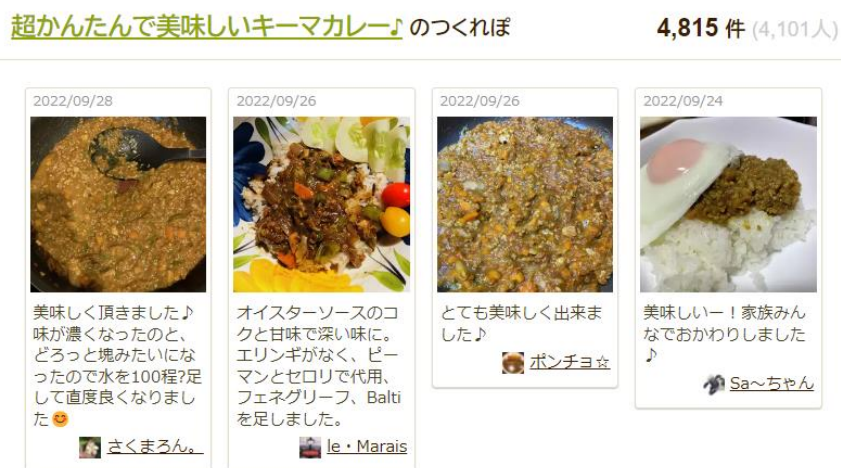 超かんたんで美味しいキーマカレー♪ のつくれぽ 4,815 件 (4,101人)
2022/09/28
美味しく頂きました♪
味が濃くなったのと、
どろっと塊みたいにな
ったので水を100程?足
して直度良くなりまし
た😊
さくまろん。
2022/09/26
オイスターソースのコ
クと甘味で深い味に。
エリンギがなく、ピー
マンとセロリで代用、
フェネグリーフ、Balti
を足しました。
le・Marais
2022/09/26
とても美味しく出来ま
した♪
ポンチョ☆
2022/09/24
美味しいー！家族みん
なでおかわりしました
♪
Sa〜ちゃん